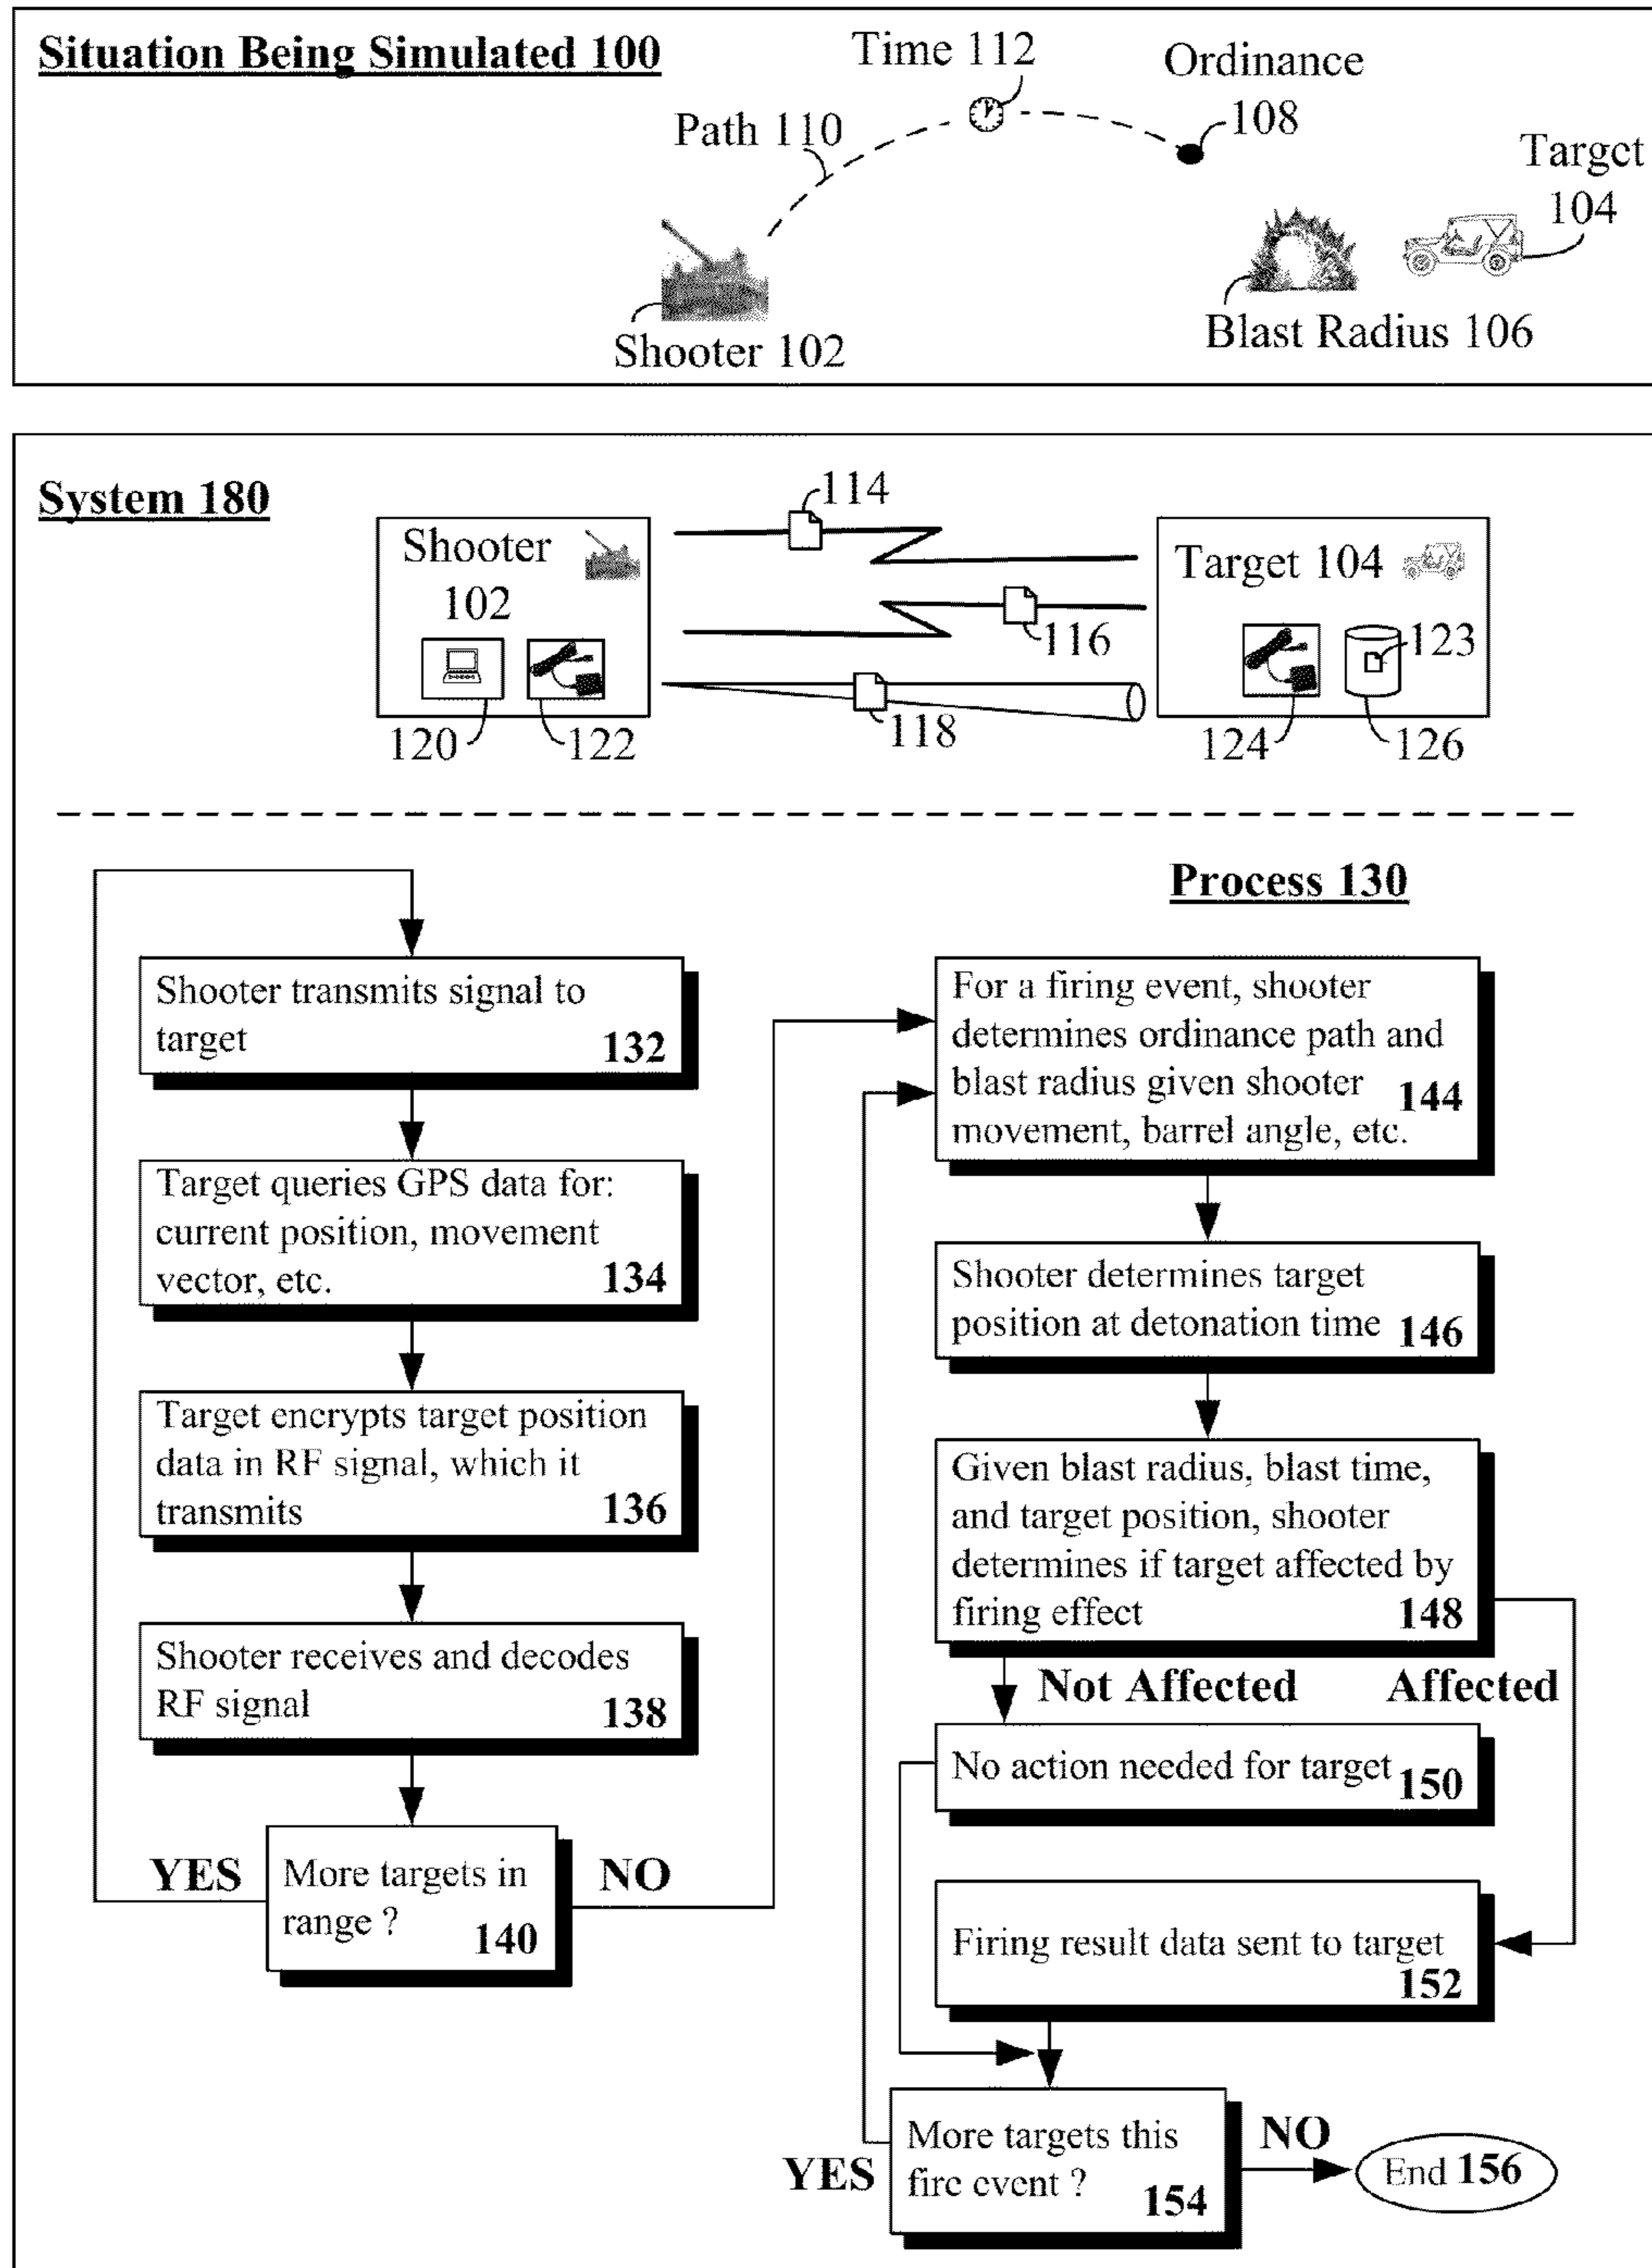 Situation Being Simulated 100
Time 112
Ordinance
108
Path 110
Target
104
Shooter 102
Blast Radius 106
System 180
114
Shooter
102
Target 104
116
123
118
120
122
124
126
Process 130
Shooter transmits signal to
target 132
Target queries GPS data for:
current position, movement
vector, etc. 134
Target encrypts target position
data in RF signal, which it
transmits 136
Shooter receives and decodes
RF signal 138
YES
More targets in
range ? 140
NO
For a firing event, shooter
determines ordinance path and
blast radius given shooter 144
movement, barrel angle, etc.
Shooter determines target
position at detonation time 146
Given blast radius, blast time,
and target position, shooter
determines if target affected by
firing effect 148
Not Affected
Affected
No action needed for target 150
Firing result data sent to target
152
YES
More targets this
fire event ? 154
NO
End 156